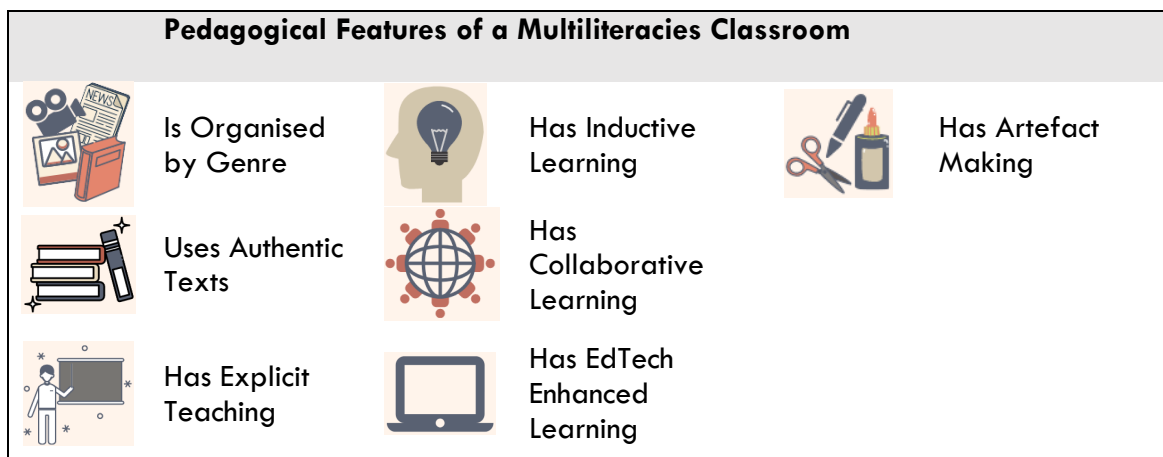 Pedagogical Features of a Multiliteracies Classroom
NEWS
Is Organised
by Genre
Has Inductive
Learning
Has Artefact
Making
Uses Authentic
Texts
Has
Collaborative
Learning
Has Explicit
Teaching
Has EdTech
Enhanced
Learning